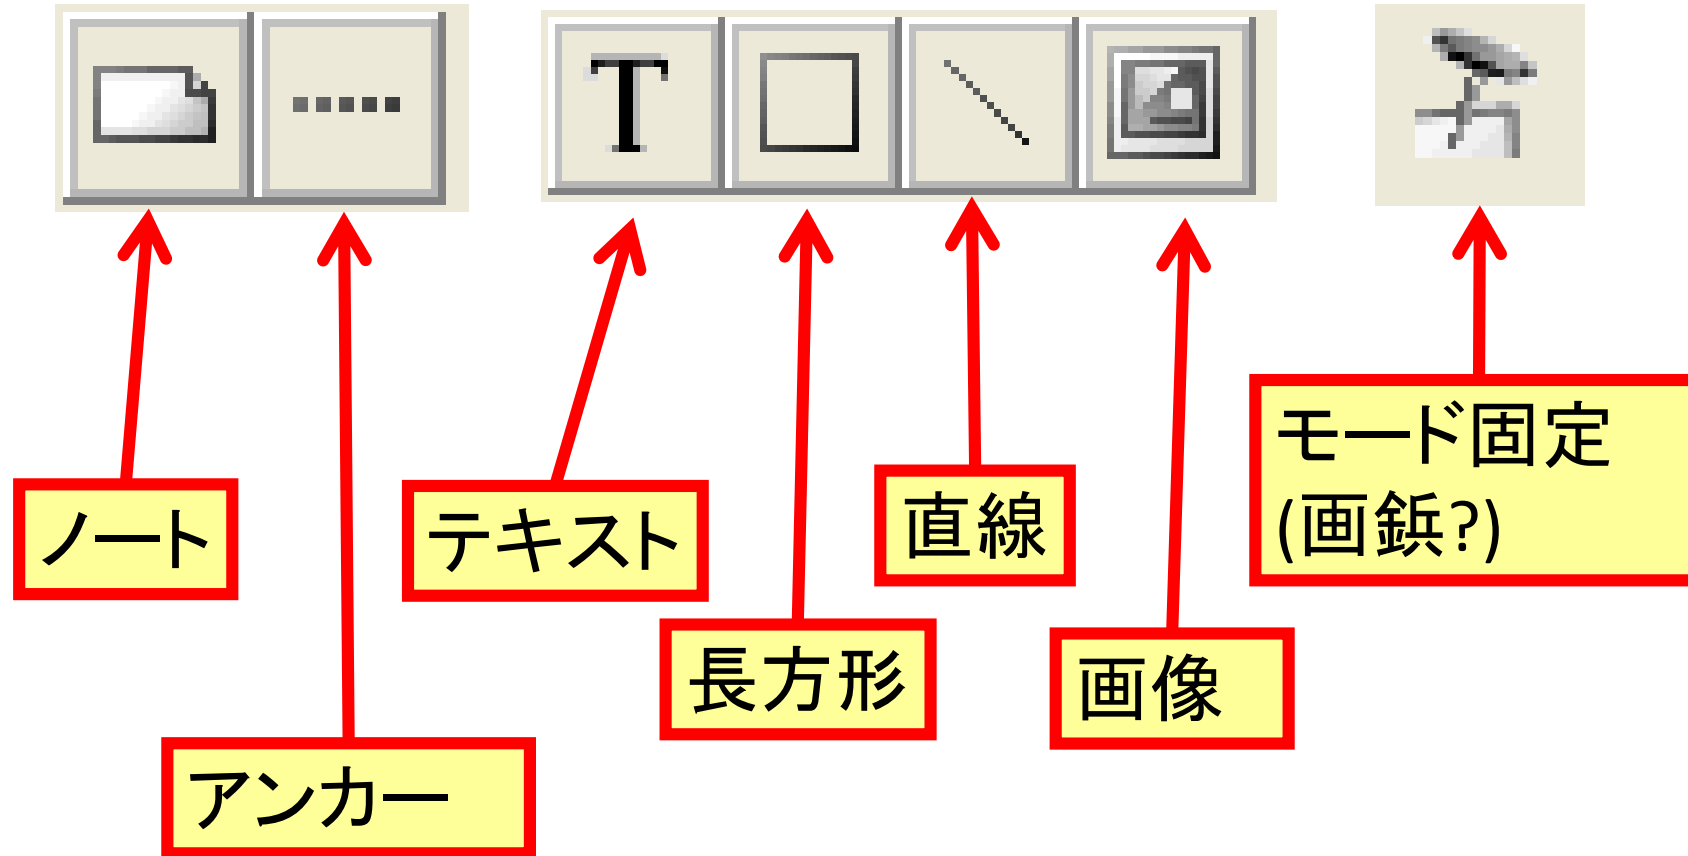 ノート
テキスト
直線
モード固定
(画鋲?)
長方形
画像
アンカー